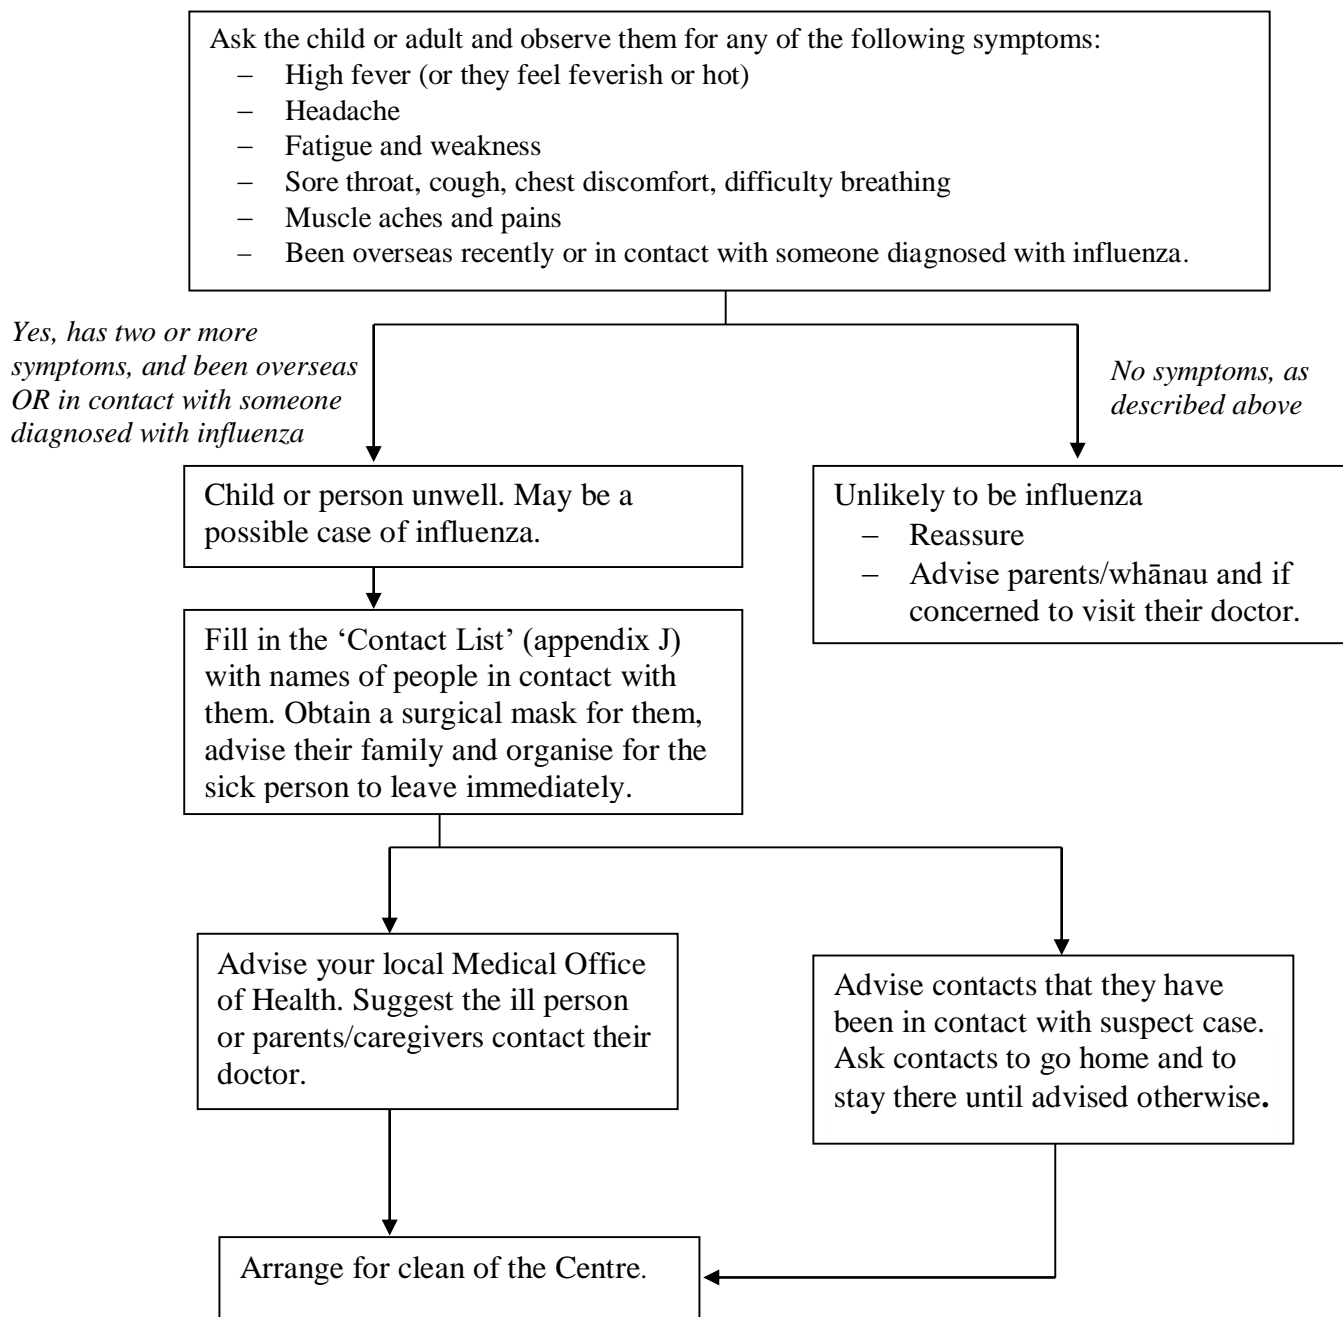 Ask the child or adult and observe them for any of the following symptoms:
– High fever (or they feel feverish or hot)
– Headache
– Fatigue and weakness
– Sore throat, cough, chest discomfort, difficulty breathing
– Muscle aches and pains
– Been overseas recently or in contact with someone diagnosed with influenza.
Yes, has two or more
symptoms, and been overseas
OR in contact with someone
diagnosed with influenza
No symptoms, as
described above
Child or person unwell. May be a
possible case of influenza.
Unlikely to be influenza
– Reassure
– Advise parents/whānau and if
concerned to visit their doctor.
Fill in the ‘Contact List’ (appendix J)
with names of people in contact with
them. Obtain a surgical mask for them,
advise their family and organise for the
sick person to leave immediately.
Advise your local Medical Office
of Health. Suggest the ill person
or parents/caregivers contact their
doctor.
Advise contacts that they have
been in contact with suspect case.
Ask contacts to go home and to
stay there until advised otherwise.
Arrange for clean of the Centre.